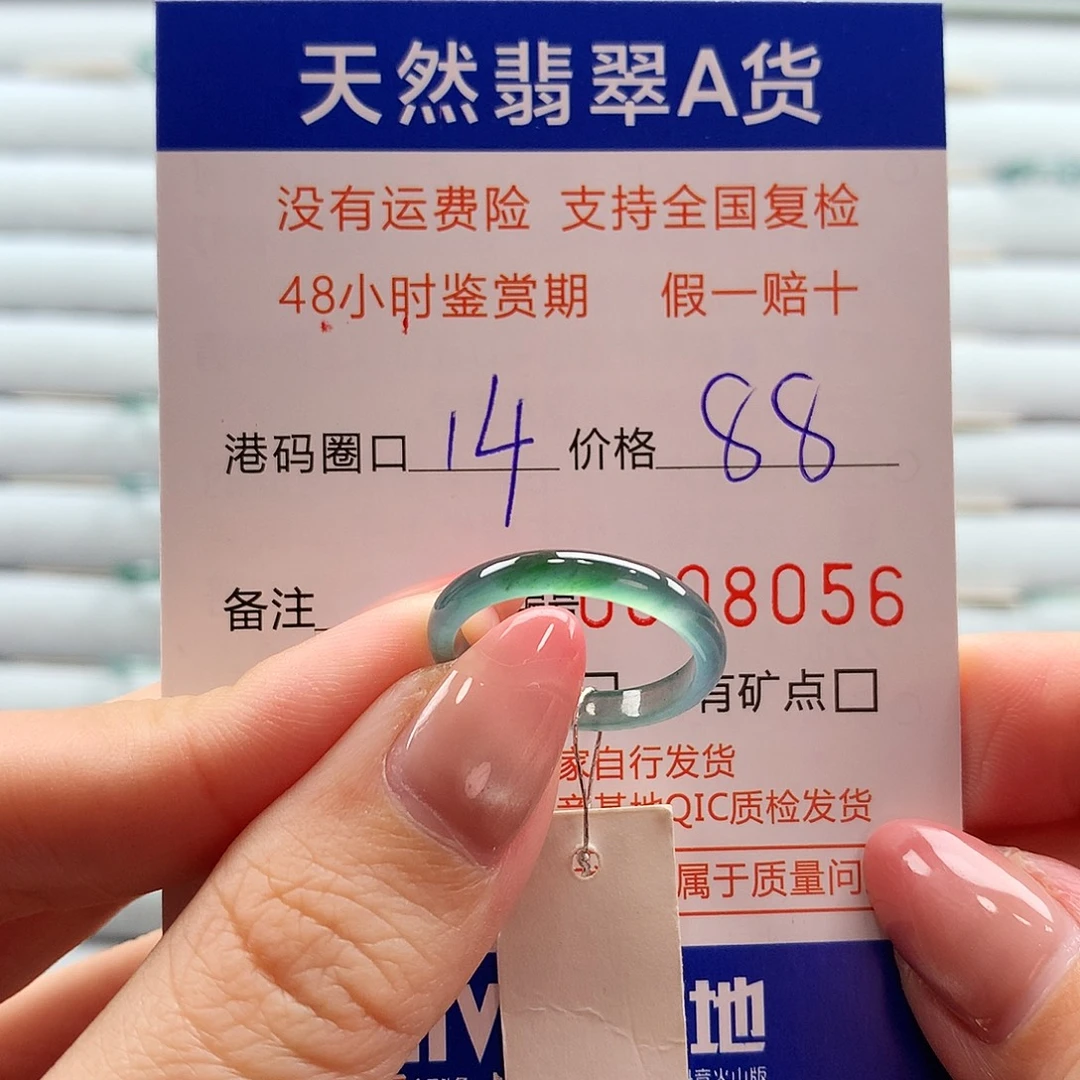 天然翡翠A货
没有运费险 支持全国复检
48小时鉴赏期 假一赔十
港码圈口 14 价格 88
备注 8056
有矿点□
家自行发货
基地QIC质检发货
属于质量问
地